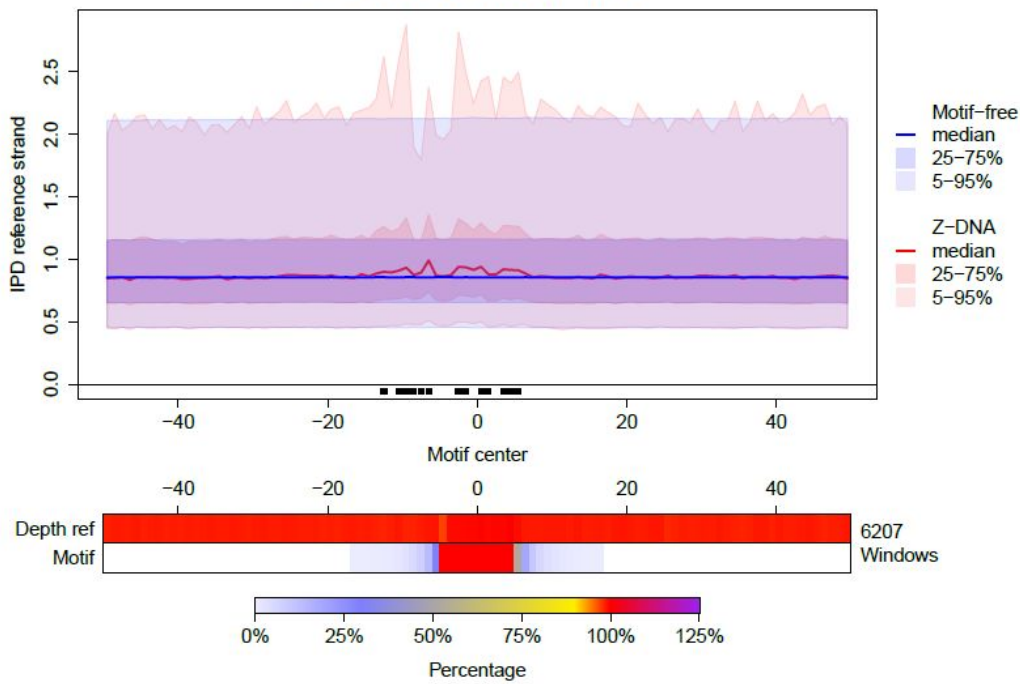 IPD reference strand
2.5
2.0
1.5
1.0
0.5
0.0
−40 −20 0 20 40
Motif center
Motif−free
median
25−75%
5−95%
Z−DNA
median
25−75%
5−95%
−40 −20 0 20 40
Depth ref
Motif
6207
Windows
0% 25% 50% 75% 100% 125%
Percentage